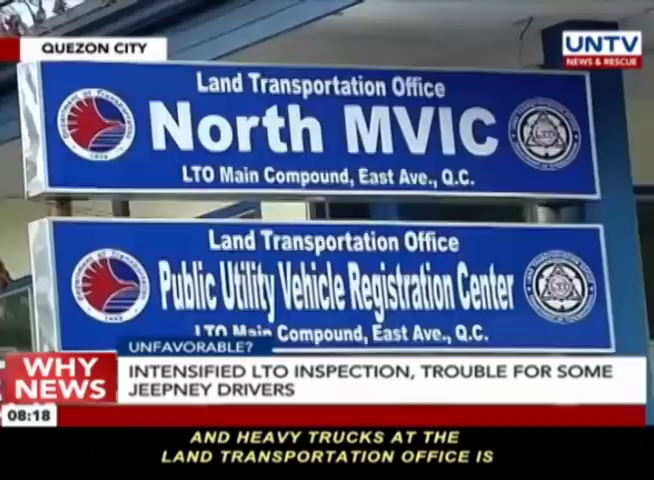 QUEZON CITY
UNTV
NEWS & RESCUE
Land Transportation Office
North MVIC
LTO Main Compound, East Ave., Q.C.
Land Transportation Office
Public Utility Vehicle Registration Center
LTO Main Compound, East Ave., Q.C.
UNFAVORABLE?
WHY
NEWS
INTENSIFIED LTO INSPECTION, TROUBLE FOR SOME
JEEPNEY DRIVERS
08:18
AND HEAVY TRUCKS AT THE
LAND TRANSPORTATION OFFICE IS